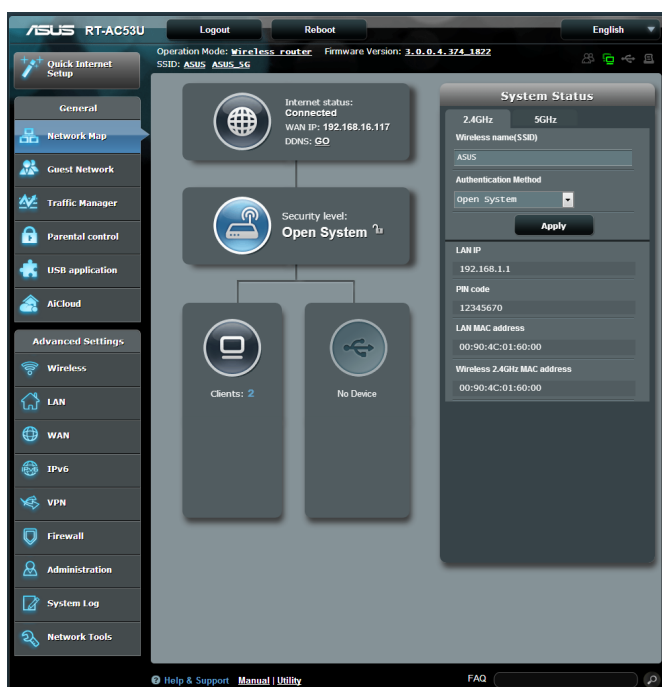 ASUS RT-AC53U
Logout
Reboot
English
Quick Internet
Setup
Operation Mode: Wireless router Firmware Version: 3.0.0.4.374_1822
SSID: ASUS ASUS_5G
General
Network Map
Guest Network
Traffic Manager
Parental control
USB application
AiCloud
Advanced Settings
Wireless
LAN
WAN
IPv6
IPv6
VPN
Firewall
Administration
System Log
Network Tools
Internet status:
Connected
WAN IP: 192.168.16.117
DDNS: GO
Security level:
Open System
Clients: 2
No Device
System Status
2.4GHz
5GHz
Wireless name(SSID)
ASUS
Authentication Method
Open System
Apply
LAN IP
192.168.1.1
PIN code
12345670
LAN MAC address
00:90:4C:01:60:00
Wireless 2.4GHz MAC address
00:90:4C:01:60:00
Help & Support Manual | Utility
FAQ